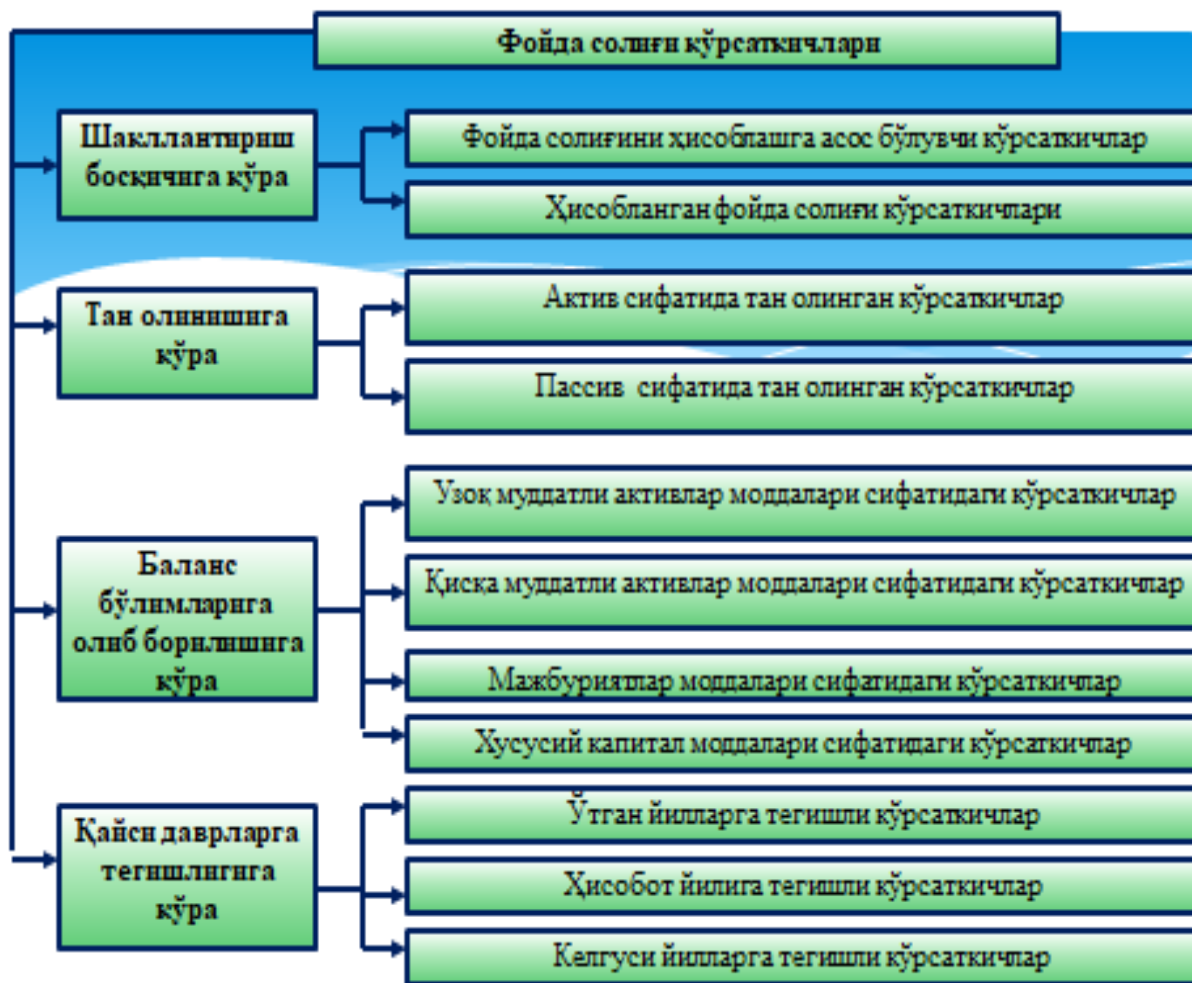 Фойда солиғи кўрсаткичлари
Шакллантириш
босқичига кўра
Фойда солиғини ҳисоблашга асос бўлувчи кўрсаткичлар
Ҳисобланган фойда солиғи кўрсаткичлари
Тан олинишига
кўра
Актив сифатида тан олинган кўрсаткичлар
Пассив сифатида тан олинган кўрсаткичлар
Баланс
бўлимларига
олиб борилишига
кўра
Узоқ муддатли активлар моддалари сифатидаги кўрсаткичлар
Қисқа муддатли активлар моддалари сифатидаги кўрсаткичлар
Мажбуриятлар моддалари сифатидаги кўрсаткичлар
Хусусий капитал моддалари сифатидаги кўрсаткичлар
Қайси даврларга
тегишлигига
кўра
Ўтган йилларга тегишли кўрсаткичлар
Ҳисобот йилига тегишли кўрсаткичлар
Келгуси йилларга тегишли кўрсаткичлар